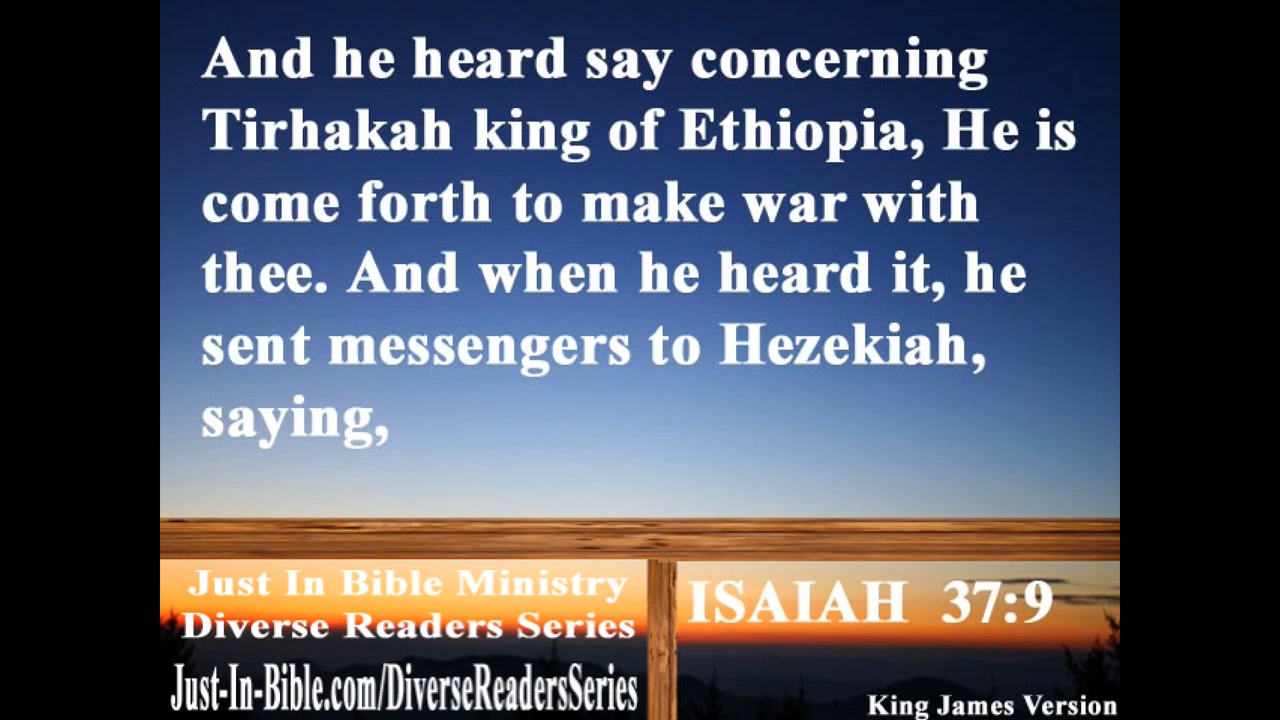 And he heard say concerning
Tirhakah king of Ethiopia, He is
come forth to make war with
thee. And when he heard it, he
sent messengers to Hezekiah,
saying,
Just In Bible Ministry
Diverse Readers Series
Just-In-Bible.com/DiverseReadersSeries
ISAIAH 37:9
King James Version